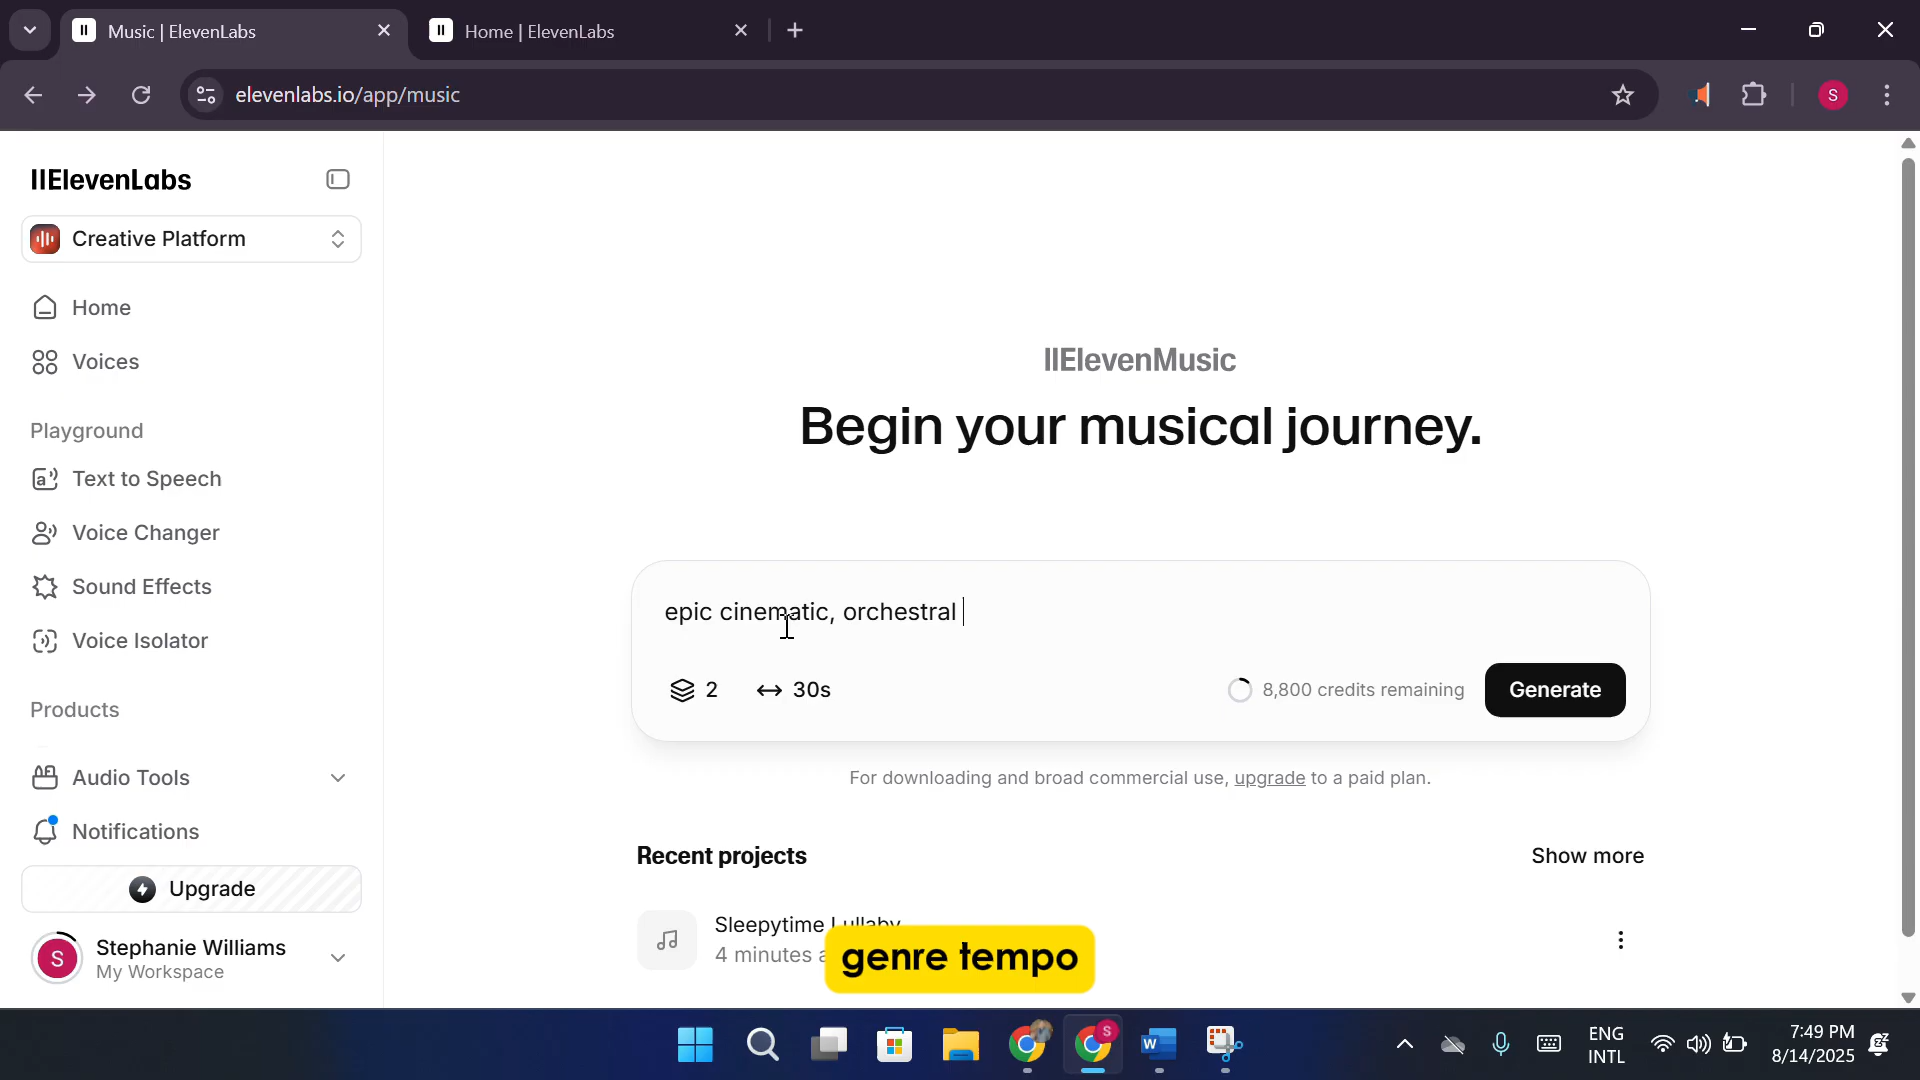 Music | ElevenLabs
Home | ElevenLabs
elevenlabs.io/app/music
S
IIElevenLabs
Creative Platform
Home
Voices
Playground
Text to Speech
Voice Changer
Sound Effects
Voice Isolator
Products
Audio Tools
Notifications
Upgrade
S
Stephanie Williams
My Workspace
IIElevenMusic
Begin your musical journey.
epic cinematic, orchestral
2
30s
8,800 credits remaining
Generate
For downloading and broad commercial use, upgrade to a paid plan.
Recent projects
Show more
Sleepytime Lullaby
4 minutes
genre tempo
ENG
INTL
7:49 PM
8/14/2025